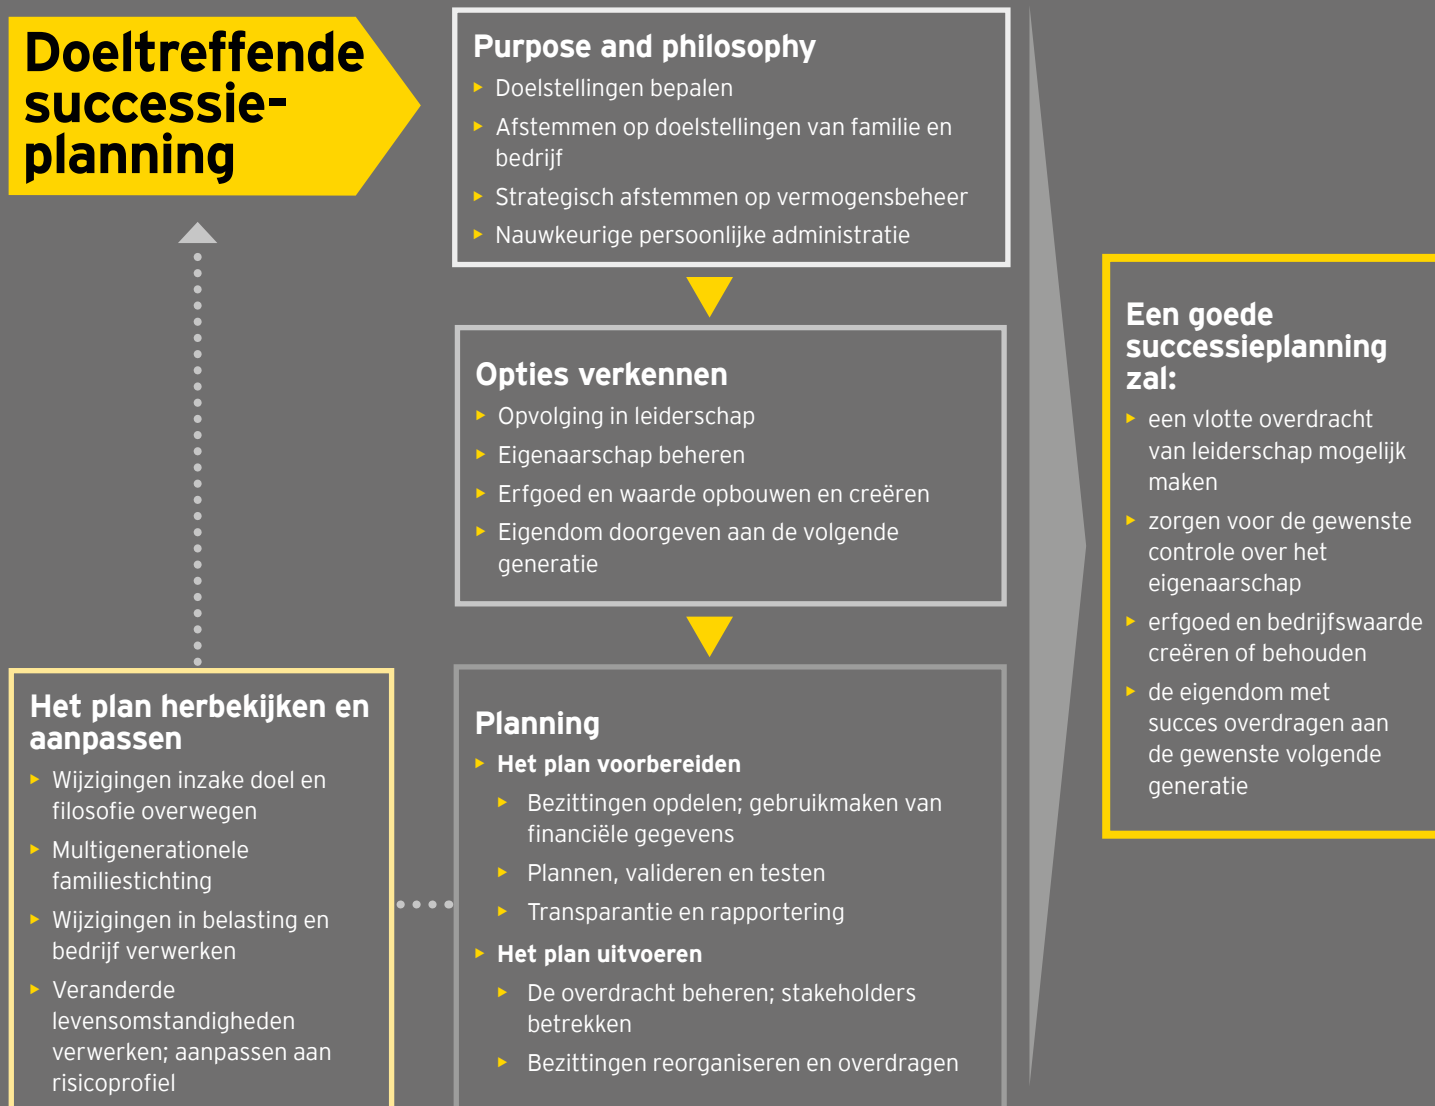 Doeltreffende
successie-
planning
Purpose and philosophy
▸ Doelstellingen bepalen
▸ Afstemmen op doelstellingen van familie en
bedrijf
▸ Strategisch afstemmen op vermogensbeheer
▸ Nauwkeurige persoonlijke administratie
Opties verkennen
▸ Opvolging in leiderschap
▸ Eigenaarschap beheren
▸ Erfgoed en waarde opbouwen en creëren
▸ Eigendom doorgeven aan de volgende
generatie
Planning
▸ Het plan voorbereiden
▸ Bezittingen opdelen; gebruikmaken van
financiële gegevens
▸ Plannen, valideren en testen
▸ Transparantie en rapportering
▸ Het plan uitvoeren
▸ De overdracht beheren; stakeholders
betrekken
▸ Bezittingen reorganiseren en overdragen
Het plan herbekijken en
aanpassen
▸ Wijzigingen inzake doel en
filosofie overwegen
▸ Multigenerationele
familiestichting
▸ Wijzigingen in belasting en
bedrijf verwerken
▸ Veranderde
levensomstandigheden
verwerken; aanpassen aan
risicoprofiel
Een goede
successieplanning
zal:
▸ een vlotte overdracht
van leiderschap mogelijk
maken
▸ zorgen voor de gewenste
controle over het
eigenaarschap
▸ erfgoed en bedrijfswaarde
creëren of behouden
▸ de eigendom met
succes overdragen aan
de gewenste volgende
generatie